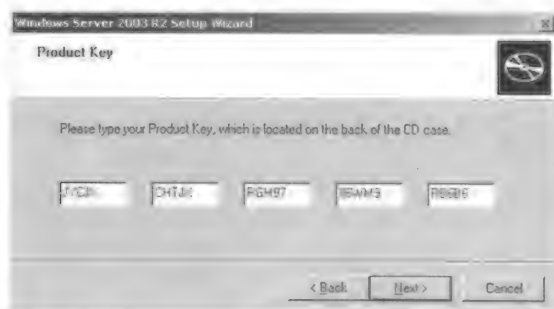 Windows Server 2003 R2 Setup Wizard
Product Key
Please type your Product Key, which is located on the back of the CD case.
< Back Next > Cancel